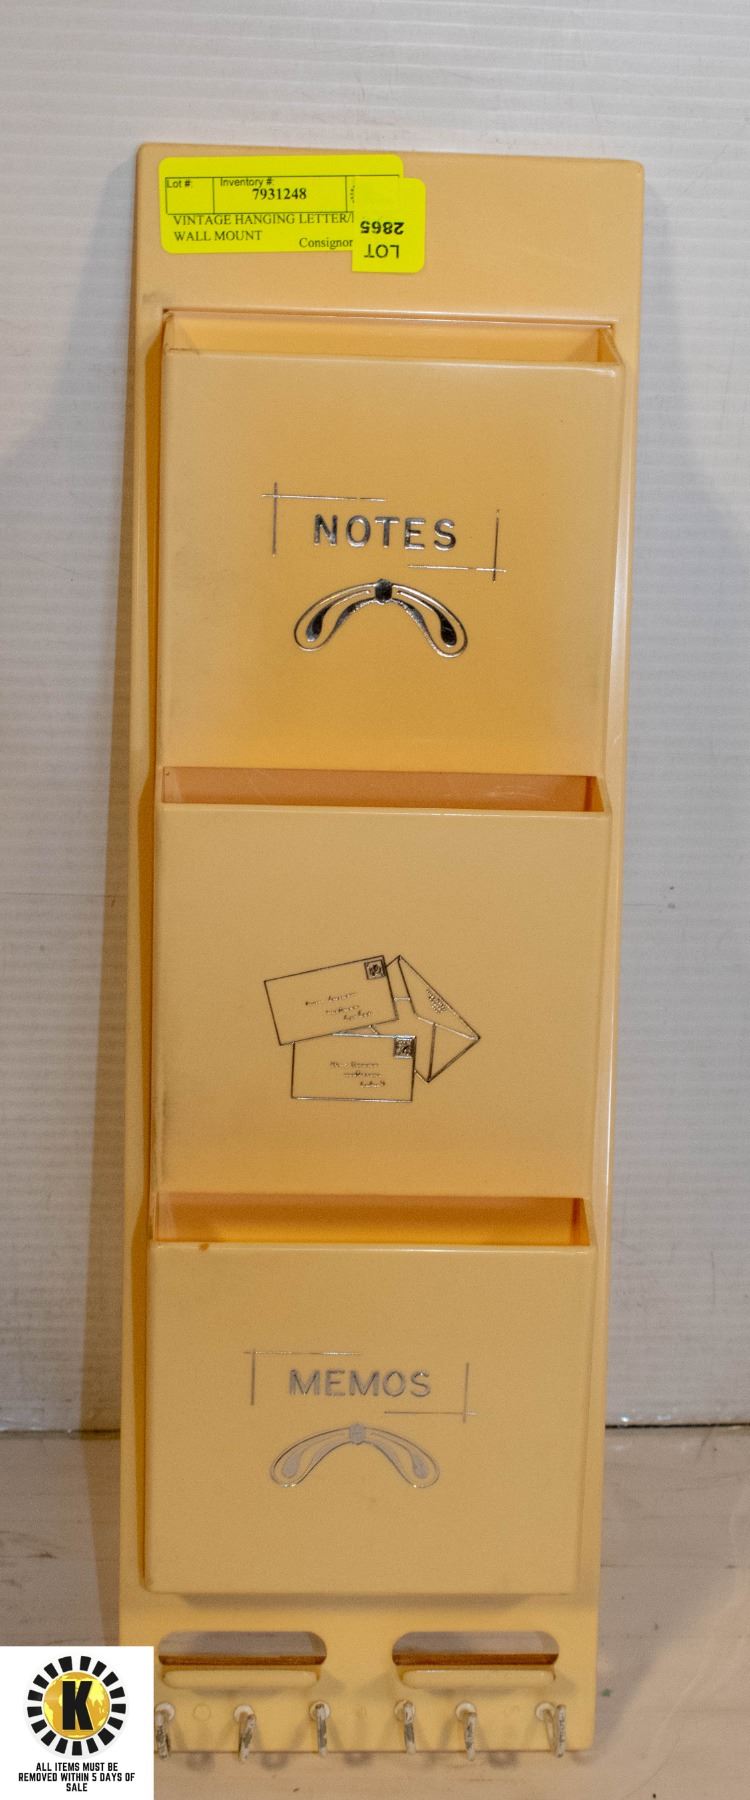 Lot #: Inventory #:
7931248
VINTAGE HANGING LETTER/
WALL MOUNT
Consignor
LOT
2865
NOTES
MEMOS
K
ALL ITEMS MUST BE
REMOVED WITHIN 5 DAYS OF
SALE